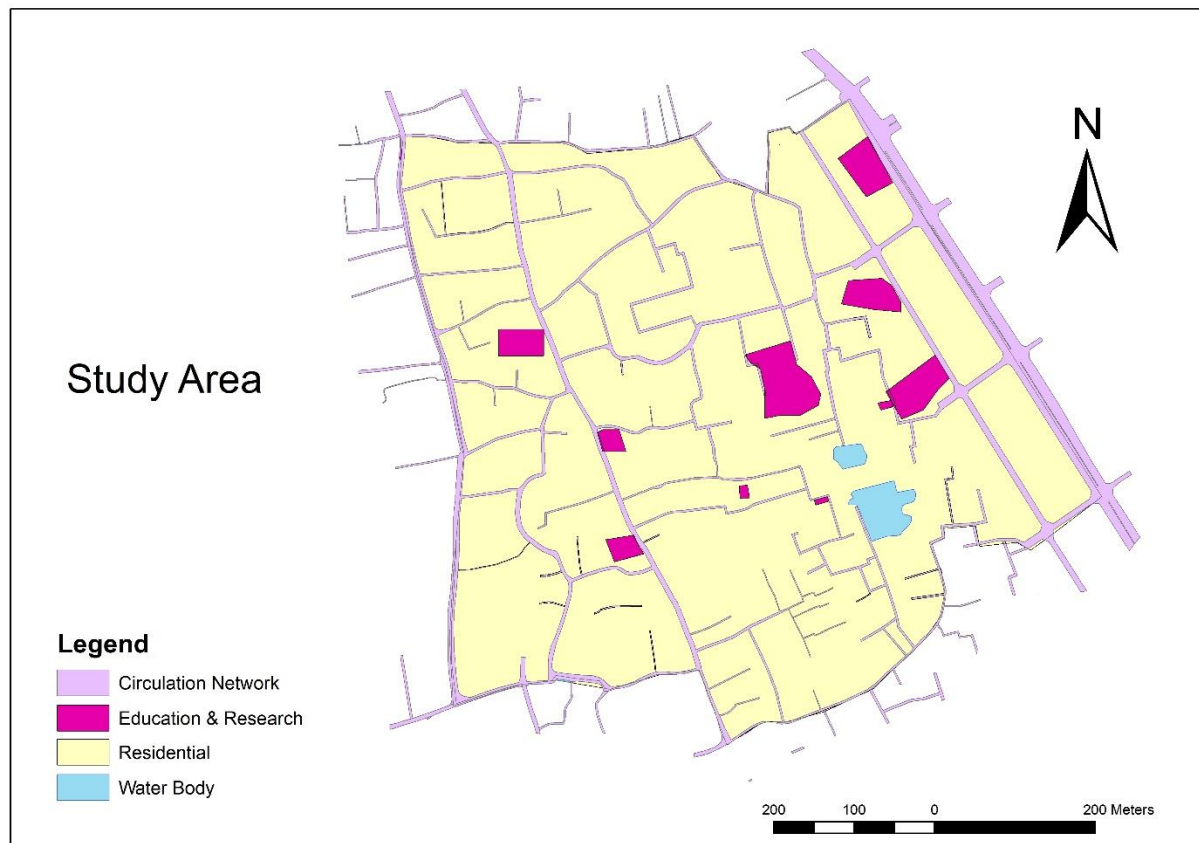 N
Study Area
Legend
Circulation Network
Education & Research
Residential
Water Body
200 100 0 200 Meters